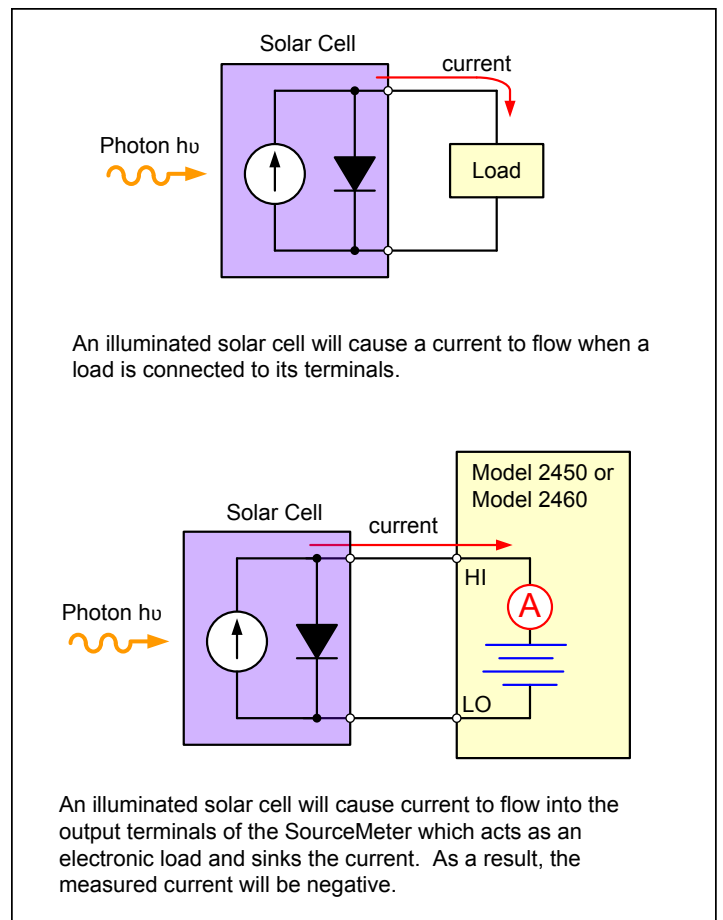 Solar Cell
current
Photon hυ
Load
An illuminated solar cell will cause a current to flow when a
load is connected to its terminals.
Model 2450 or
Model 2460
Solar Cell
current
HI
Photon hυ
A
LO
An illuminated solar cell will cause current to flow into the
output terminals of the SourceMeter which acts as an
electronic load and sinks the current.  As a result, the
measured current will be negative.